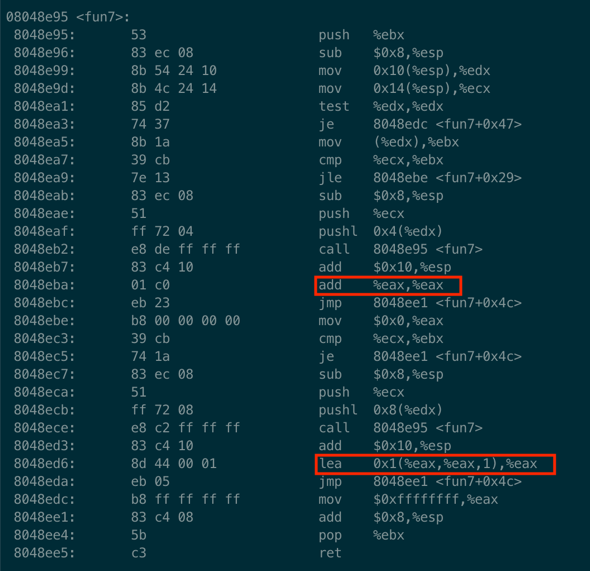 08048e95 <fun7>:
8048e95: 53 push %ebx
8048e96: 83 ec 08 sub $0x8,%esp
8048e99: 8b 54 24 10 mov 0x10(%esp),%edx
8048e9d: 8b 4c 24 14 mov 0x14(%esp),%ecx
8048ea1: 85 d2 test %edx,%edx
8048ea3: 74 37 je 8048edc <fun7+0x47>
8048ea5: 8b 1a mov (%edx),%ebx
8048ea7: 39 cb cmp %ecx,%ebx
8048ea9: 7e 13 jle 8048ebe <fun7+0x29>
8048eab: 83 ec 08 sub $0x8,%esp
8048eae: 51 push %ecx
8048eaf: ff 72 04 pushl 0x4(%edx)
8048eb2: e8 de ff ff ff call 8048e95 <fun7>
8048eb7: 83 c4 10 add $0x10,%esp
8048eba: 01 c0 add %eax,%eax
8048ebc: eb 23 jmp 8048ee1 <fun7+0x4c>
8048ebe: b8 00 00 00 00 mov $0x0,%eax
8048ec3: 39 cb cmp %ecx,%ebx
8048ec5: 74 1a je 8048ee1 <fun7+0x4c>
8048ec7: 83 ec 08 sub $0x8,%esp
8048eca: 51 push %ecx
8048ecb: ff 72 08 pushl 0x8(%edx)
8048ece: e8 c2 ff ff ff call 8048e95 <fun7>
8048ed3: 83 c4 10 add $0x10,%esp
8048ed6: 8d 44 00 01 lea 0x1(%eax,%eax,1),%eax
8048eda: eb 05 jmp 8048ee1 <fun7+0x4c>
8048edc: b8 ff ff ff ff mov $0xffffffff,%eax
8048ee1: 83 c4 08 add $0x8,%esp
8048ee4: 5b pop %ebx
8048ee5: c3 ret